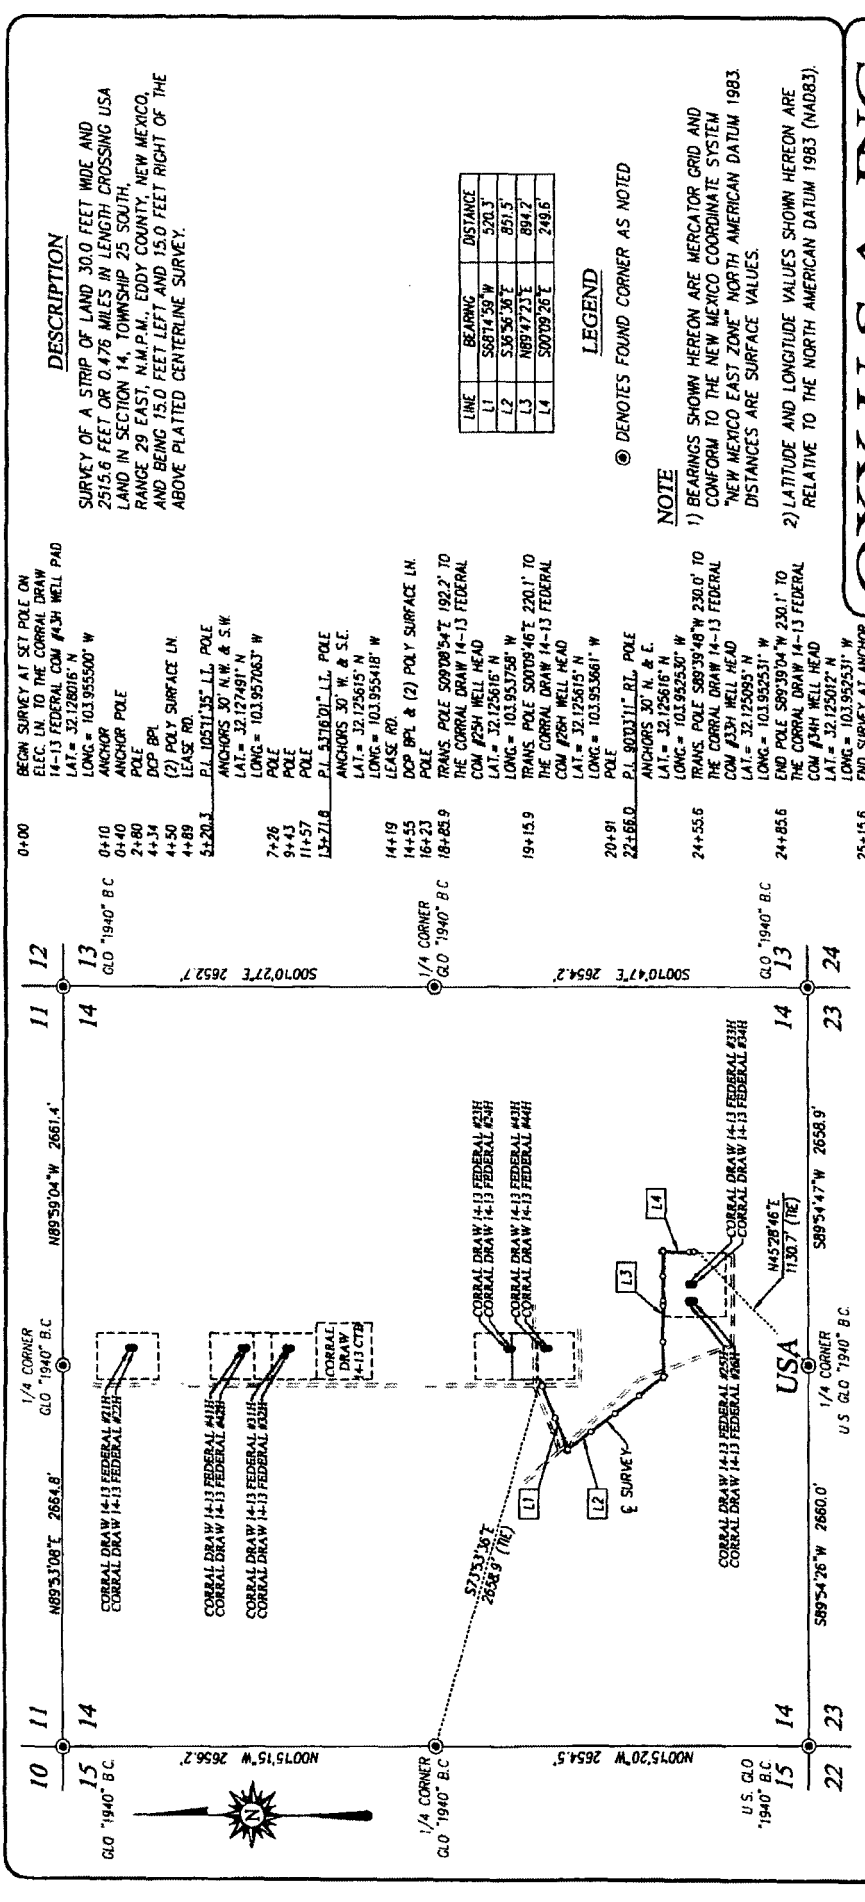 10 11
15 14
GLO "1940" B.C.
N89°53'08"E 2664.8'
1/4 CORNER
GLO "1940" B.C.
N89°59'04"W 2661.4'
11 12
14 13
GLO "1940" B.C
N
N00°15'15"W 2656.2'
CORRAL DRAW 14-13 FEDERAL #21H
CORRAL DRAW 14-13 FEDERAL #22H
CORRAL DRAW 14-13 FEDERAL #41H
CORRAL DRAW 14-13 FEDERAL #42H
CORRAL DRAW 14-13 FEDERAL #31H
CORRAL DRAW 14-13 FEDERAL #32H
CORRAL
DRAW
14-13 CTB
S00°10'27"E 2652.7'
1/4 CORNER
GLO "1940" B.C.
1/4 CORNER
GLO "1940" B.C
S73°53'36"E
2658.9' (TIE)
CORRAL DRAW 14-13 FEDERAL #23H
CORRAL DRAW 14-13 FEDERAL #24H
CORRAL DRAW 14-13 FEDERAL #43H
CORRAL DRAW 14-13 FEDERAL #44H
L1
L2
℄ SURVEY
L3
L4
N00°15'20"W 2654.5'
S00°10'47"E 2654.2'
CORRAL DRAW 14-13 FEDERAL #25H
CORRAL DRAW 14-13 FEDERAL #26H
CORRAL DRAW 14-13 FEDERAL #33H
CORRAL DRAW 14-13 FEDERAL #34H
N45°28'46"E
1130.7' (TIE)
USA
U.S. GLO
"1940" B.C.
15 14
22 23
S89°54'26"W 2660.0'
1/4 CORNER
U.S GLO "1940" B.C
S89°54'47"W 2658.9'
GLO "1940" B.C
14 13
23 24
0+00 BEGIN SURVEY AT SET POLE ON
ELEC. LN. TO THE CORRAL DRAW
14-13 FEDERAL COM #43H WELL PAD
LAT.= 32.128016° N
LONG.= 103.955500° W
0+10 ANCHOR
0+40 ANCHOR POLE
2+80 POLE
4+34 DCP BPL
4+50 (2) POLY SURFACE LN.
4+89 LEASE RD.
5+20.3 P.I. 105°11'35" LT. POLE
ANCHORS 30' N.W. & S.W.
LAT.= 32.127491° N
LONG.= 103.957063° W
7+26 POLE
9+43 POLE
11+57 POLE
13+71.8 P.I. 53°16'01" LT. POLE
ANCHORS 30' W. & S.E.
LAT.= 32.125615° N
LONG.= 103.955418° W
14+19 LEASE RD.
14+55 DCP BPL & (2) POLY SURFACE LN.
16+23 POLE
18+85.9 TRANS. POLE S09°08'54"E 192.2' TO
THE CORRAL DRAW 14-13 FEDERAL
COM #25H WELL HEAD
LAT.= 32.125616° N
LONG.= 103.953758° W
19+15.9 TRANS. POLE S00°09'46"E 220.1' TO
THE CORRAL DRAW 14-13 FEDERAL
COM #26H WELL HEAD
LAT.= 32.125615° N
LONG.= 103.953661° W
20+91 POLE
22+66.0 P.I. 90°03'11" RT. POLE
ANCHORS 30' N. & E.
LAT.= 32.125616° N
LONG.= 103.952530° W
24+55.6 TRANS. POLE S89°39'48"W 230.0' TO
THE CORRAL DRAW 14-13 FEDERAL
COM #33H WELL HEAD
LAT.= 32.125095° N
LONG.= 103.952531° W
24+85.6 END POLE S89°39'04"W 230.1' TO
THE CORRAL DRAW 14-13 FEDERAL
COM #34H WELL HEAD
LAT.= 32.125012° N
LONG.= 103.952531° W
25+15.6 END SURVEY AT ANCHOR
DESCRIPTION
SURVEY OF A STRIP OF LAND 30.0 FEET WIDE AND
2515.6 FEET OR 0.476 MILES IN LENGTH CROSSING USA
LAND IN SECTION 14, TOWNSHIP 25 SOUTH,
RANGE 29 EAST, N.M.P.M., EDDY COUNTY, NEW MEXICO,
AND BEING 15.0 FEET LEFT AND 15.0 FEET RIGHT OF THE
ABOVE PLATTED CENTERLINE SURVEY.
LINE BEARING DISTANCE
L1 S68°14'59"W 520.3'
L2 S36°56'36"E 851.5'
L3 N89°47'23"E 894.2'
L4 S00°09'26"E 249.6'
LEGEND
DENOTES FOUND CORNER AS NOTED
NOTE
1) BEARINGS SHOWN HEREON ARE MERCATOR GRID AND
CONFORM TO THE NEW MEXICO COORDINATE SYSTEM
"NEW MEXICO EAST ZONE" NORTH AMERICAN DATUM 1983.
DISTANCES ARE SURFACE VALUES.
2) LATITUDE AND LONGITUDE VALUES SHOWN HEREON ARE
RELATIVE TO THE NORTH AMERICAN DATUM 1983 (NAD83).